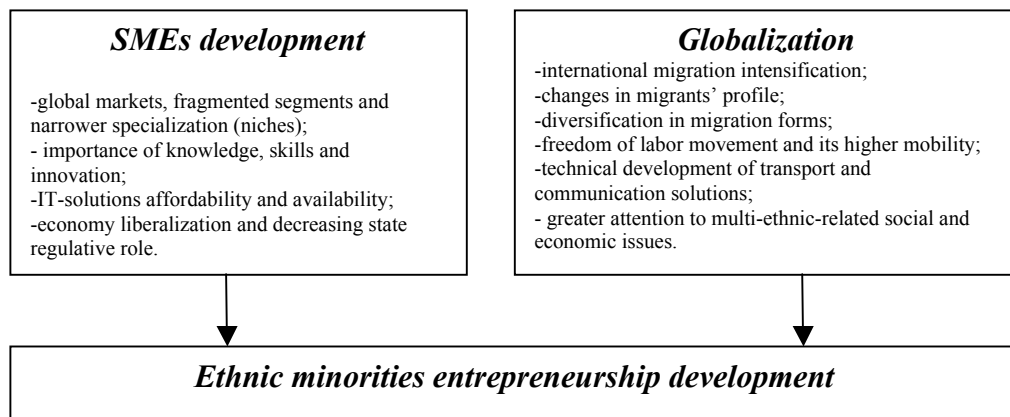 SMEs development
-global markets, fragmented segments and
narrower specialization (niches);
- importance of knowledge, skills and
innovation;
-IT-solutions affordability and availability;
-economy liberalization and decreasing state
regulative role.
Globalization
-international migration intensification;
-changes in migrants’ profile;
-diversification in migration forms;
-freedom of labor movement and its higher mobility;
-technical development of transport and
communication solutions;
- greater attention to multi-ethnic-related social and
economic issues.
Ethnic minorities entrepreneurship development